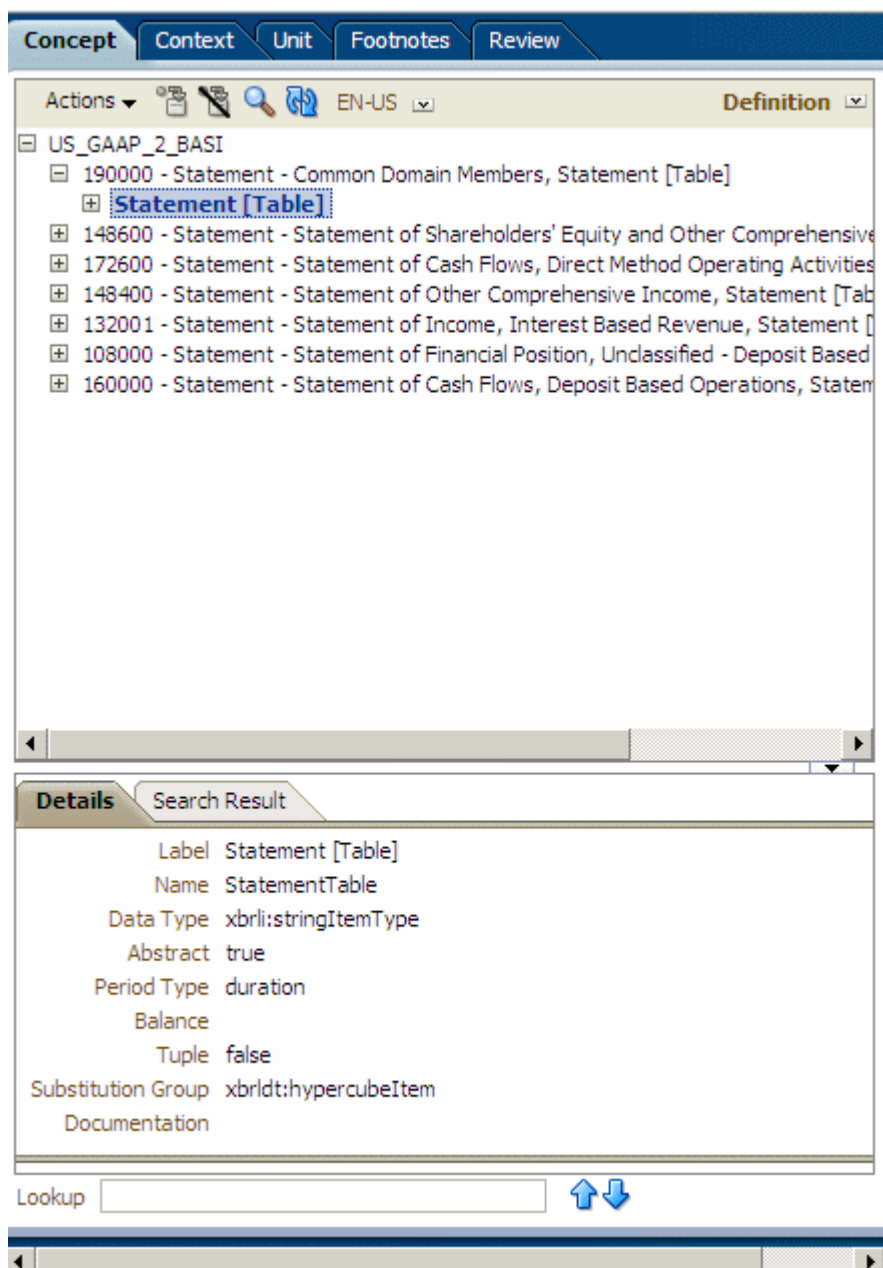 Concept Context Unit Footnotes Review
Actions EN-US Definition
US_GAAP_2_BASI
190000 - Statement - Common Domain Members, Statement [Table]
Statement [Table]
148600 - Statement - Statement of Shareholders' Equity and Other Comprehensive
172600 - Statement - Statement of Cash Flows, Direct Method Operating Activities
148400 - Statement - Statement of Other Comprehensive Income, Statement [Tab
132001 - Statement - Statement of Income, Interest Based Revenue, Statement [
108000 - Statement - Statement of Financial Position, Unclassified - Deposit Based
160000 - Statement - Statement of Cash Flows, Deposit Based Operations, Statem
Details Search Result
Label Statement [Table]
Name StatementTable
Data Type xbrli:stringItemType
Abstract true
Period Type duration
Balance
Tuple false
Substitution Group xbrldt:hypercubeItem
Documentation
Lookup